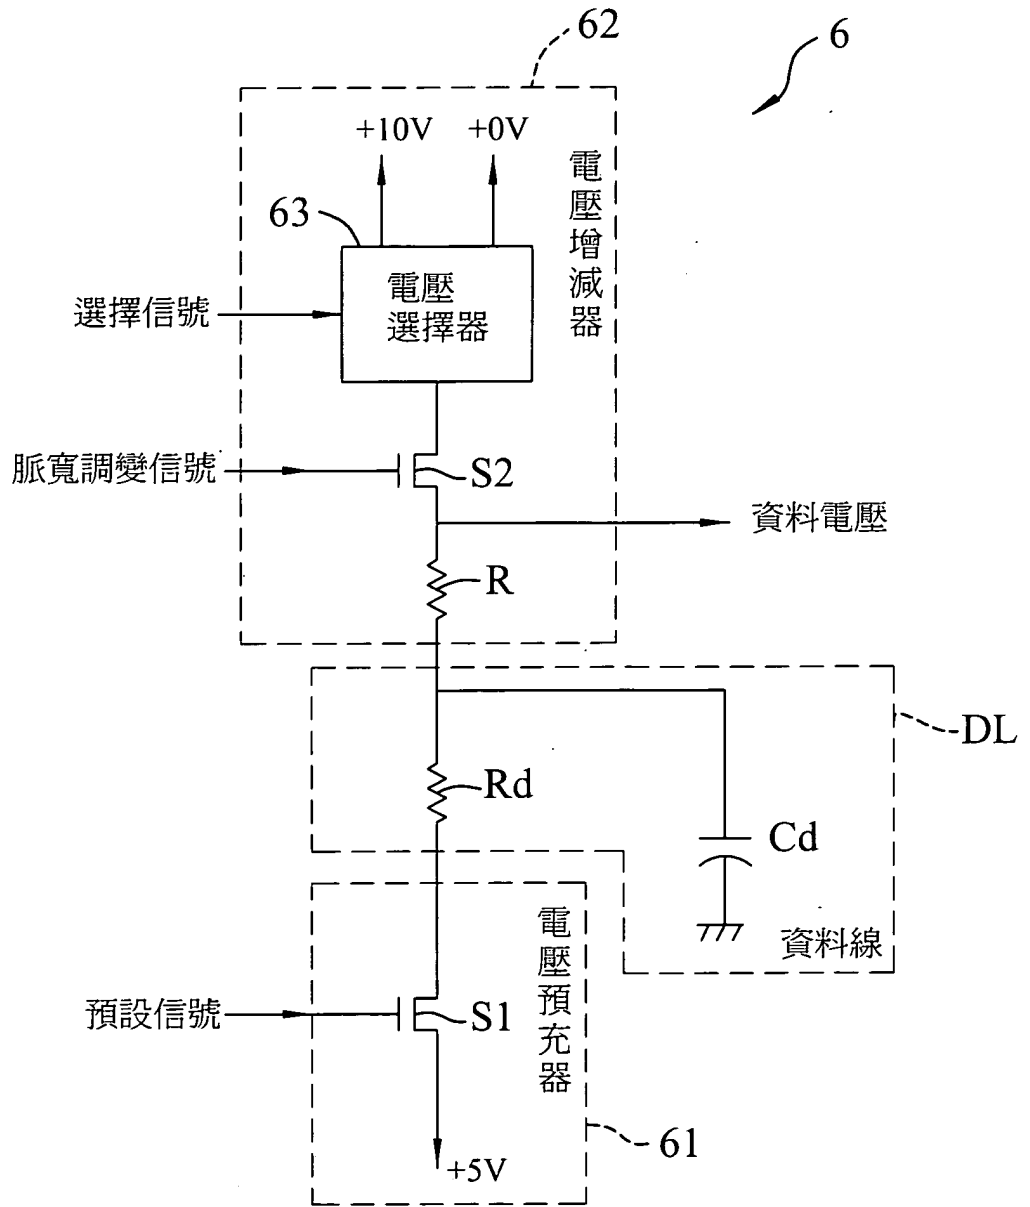 62
6
+10V
+0V
電壓增減器
63
電壓
選擇器
選擇信號
脈寬調變信號
S2
資料電壓
R
DL
Rd
Cd
資料線
電壓預充器
預設信號
S1
61
+5V